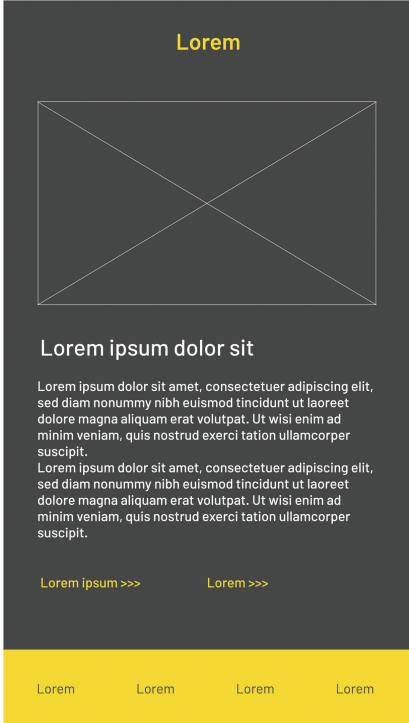 Lorem
Lorem ipsum dolor sit
Lorem ipsum dolor sit amet, consectetuer adipiscing elit,
sed diam nonummy nibh euismod tincidunt ut laoreet
dolore magna aliquam erat volutpat. Ut wisi enim ad
minim veniam, quis nostrud exerci tation ullamcorper
suscipit.
Lorem ipsum dolor sit amet, consectetuer adipiscing elit,
sed diam nonummy nibh euismod tincidunt ut laoreet
dolore magna aliquam erat volutpat. Ut wisi enim ad
minim veniam, quis nostrud exerci tation ullamcorper
suscipit.
Lorem ipsum >>> Lorem >>>
Lorem Lorem Lorem Lorem